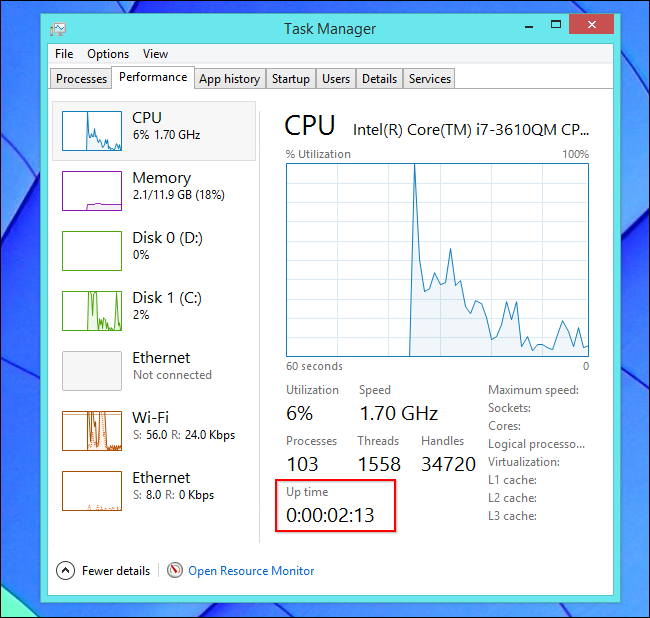 Task Manager
File Options View
Processes Performance App history Startup Users Details Services
CPU
6% 1.70 GHz
Memory
2.1/11.9 GB (18%)
Disk 0 (D:)
0%
Disk 1 (C:)
2%
Ethernet
Not connected
Wi-Fi
S: 56.0 R: 24.0 Kbps
Ethernet
S: 8.0 R: 0 Kbps
CPU Intel(R) Core(TM) i7-3610QM CP...
% Utilization 100%
60 seconds 0
Utilization Speed
6% 1.70 GHz
Processes Threads Handles
103 1558 34720
Up time
0:00:02:13
Maximum speed:
Sockets:
Cores:
Logical processo...
Virtualization:
L1 cache:
L2 cache:
L3 cache:
Fewer details Open Resource Monitor